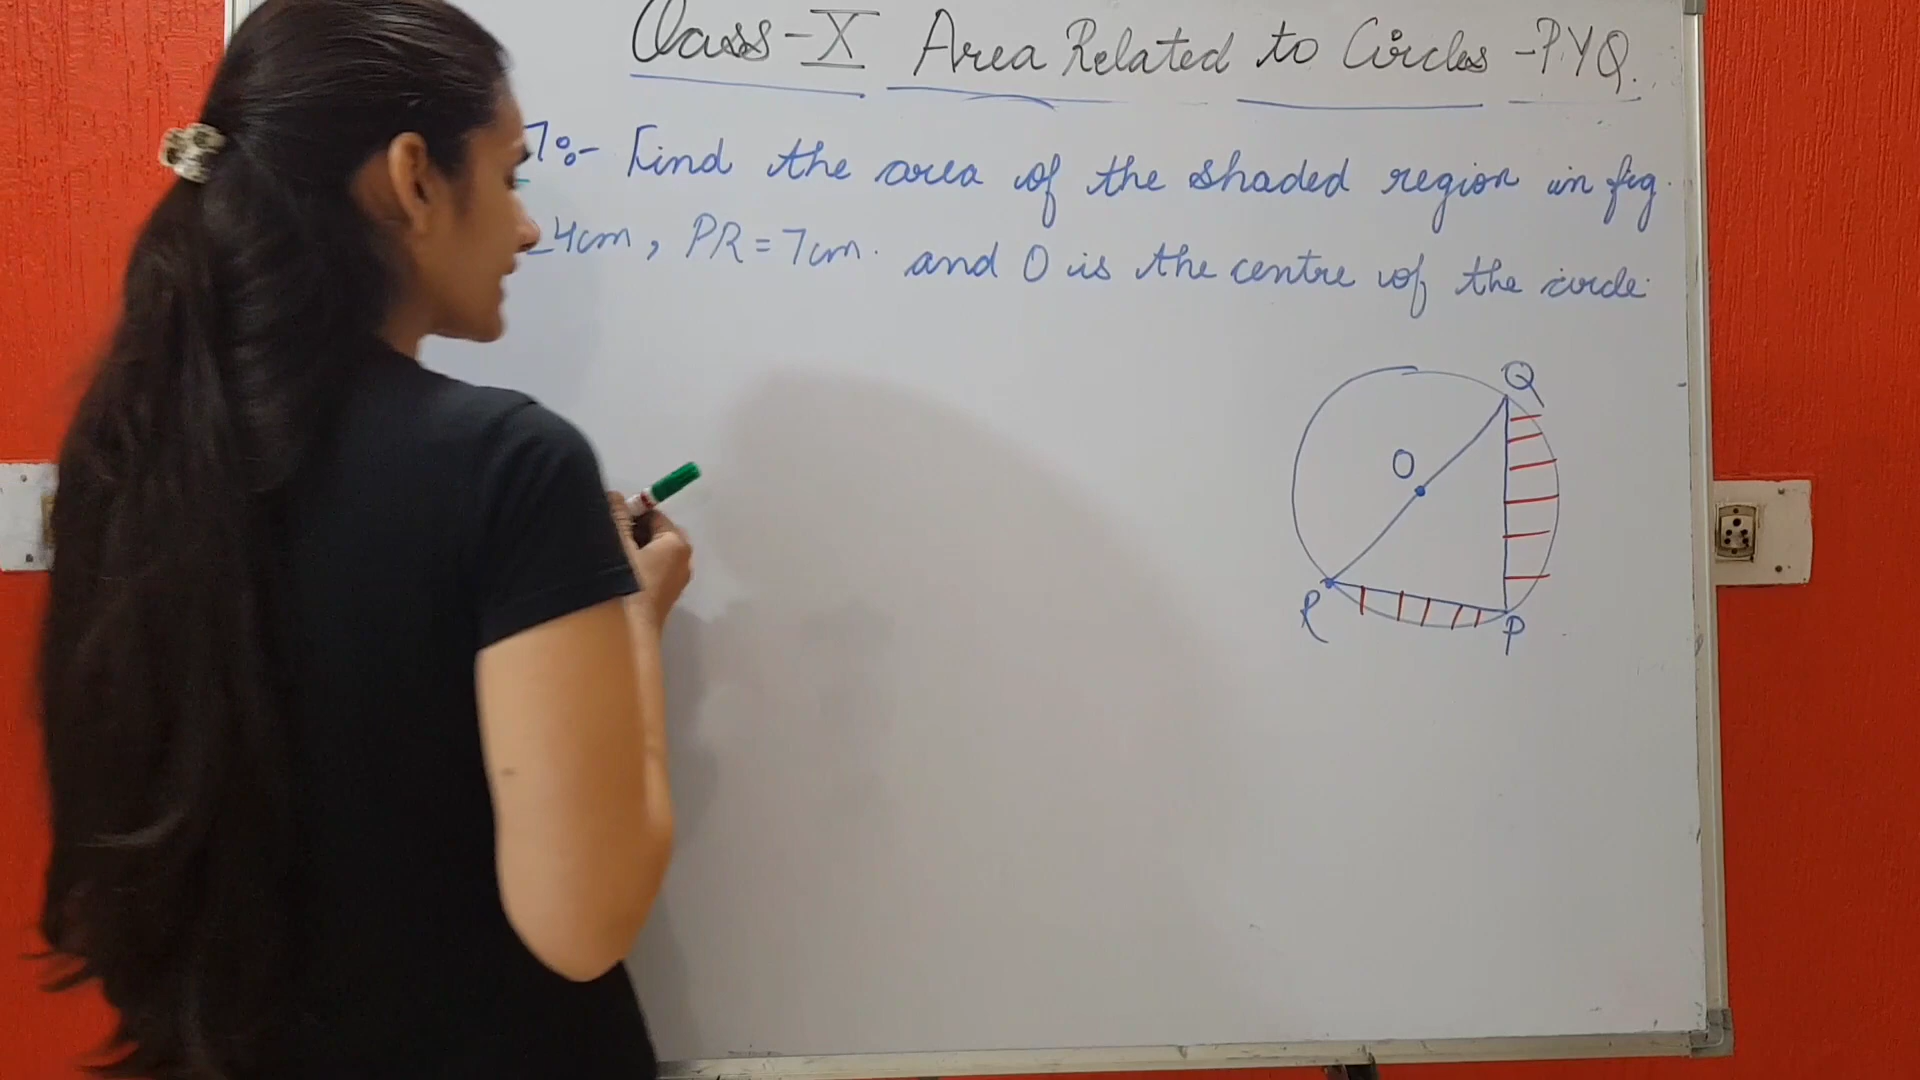 Class-X Area Related to Circles -PYQ.
7:- Find the area of the shaded region in fig.
4cm, PR=7cm. and O is the centre of the circle.
Q
O
R
P